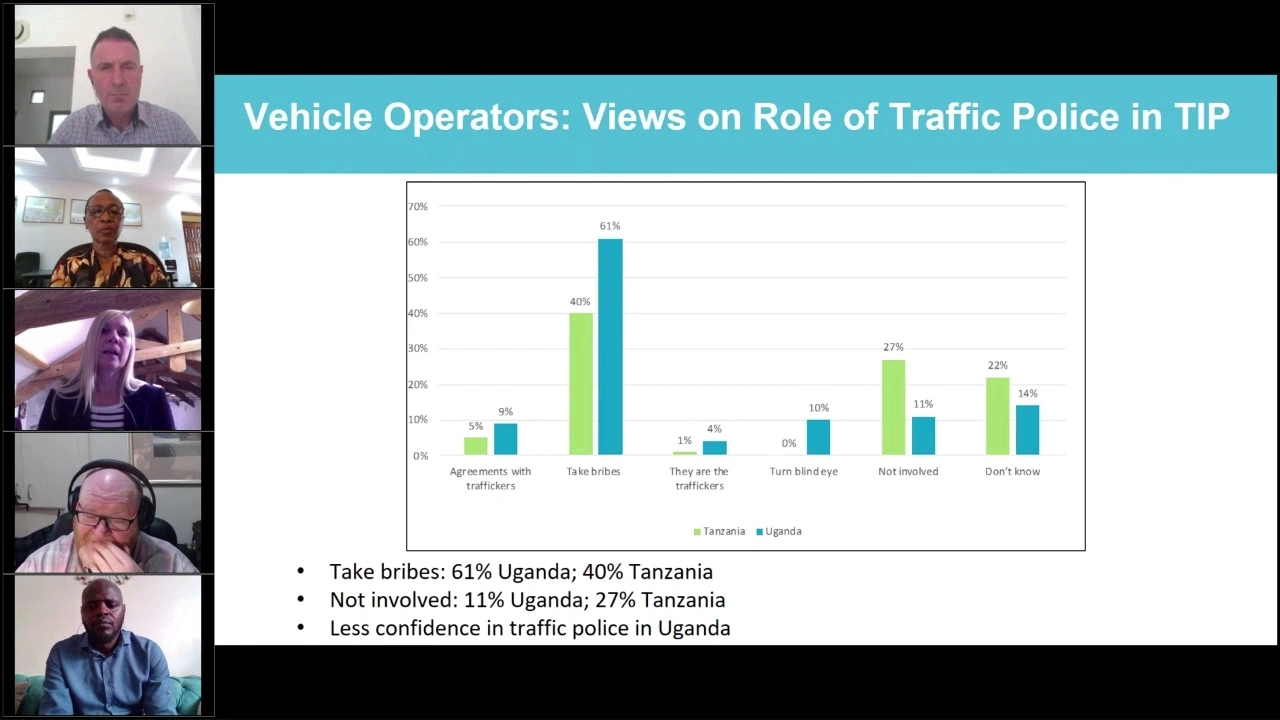 Vehicle Operators: Views on Role of Traffic Police in TIP
70%
60%
50%
40%
30%
20%
10%
0%
5%
9%
40%
61%
1%
4%
0%
10%
27%
11%
22%
14%
Agreements with
traffickers
Take bribes
They are the
traffickers
Turn blind eye
Not involved
Don't know
Tanzania
Uganda
• Take bribes: 61% Uganda; 40% Tanzania
• Not involved: 11% Uganda; 27% Tanzania
• Less confidence in traffic police in Uganda